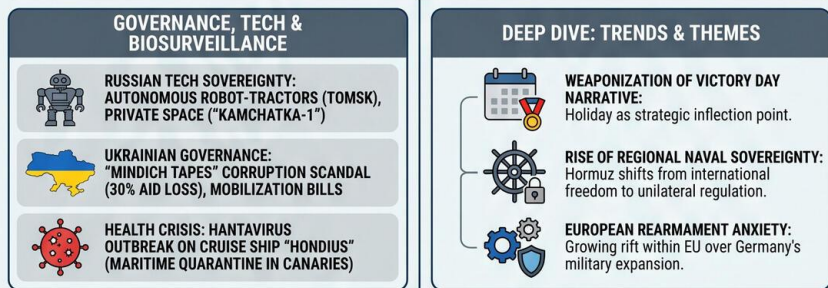 GOVERNANCE, TECH &
BIOSURVEILLANCE
RUSSIAN TECH SOVEREIGNTY:
AUTONOMOUS ROBOT-TRACTORS (TOMSK),
PRIVATE SPACE ("KAMCHATKA-1")
UKRAINIAN GOVERNANCE:
"MINDICH TAPES" CORRUPTION SCANDAL
(30% AID LOSS), MOBILIZATION BILLS
HEALTH CRISIS: HANTAVIRUS
OUTBREAK ON CRUISE SHIP "HONDIUS"
(MARITIME QUARANTINE IN CANARIES)
DEEP DIVE: TRENDS & THEMES
WEAPONIZATION OF VICTORY DAY
NARRATIVE:
Holiday as strategic inflection point.
RISE OF REGIONAL NAVAL SOVEREIGNTY:
Hormuz shifts from international
freedom to unilateral regulation.
EUROPEAN REARMAMENT ANXIETY:
Growing rift within EU over Germany's
military expansion.